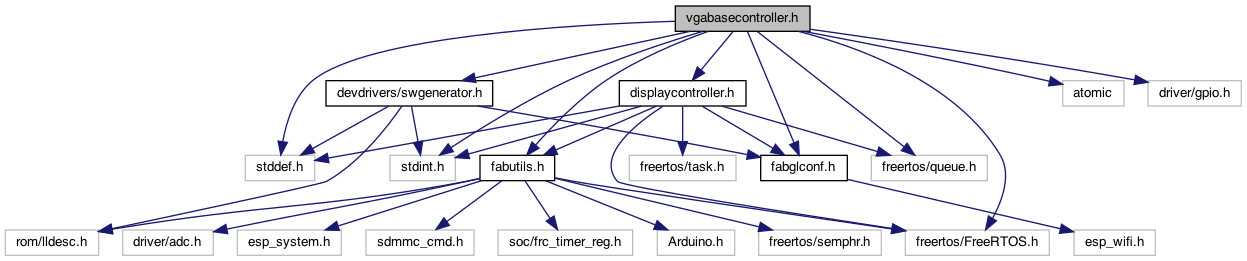 vgabasecontroller.h
devdrivers/swgenerator.h
displaycontroller.h
atomic
driver/gpio.h
stddef.h
stdint.h
fabutils.h
freertos/task.h
fabglconf.h
freertos/queue.h
rom/lldesc.h
driver/adc.h
esp_system.h
sdmmc_cmd.h
soc/frc_timer_reg.h
Arduino.h
freertos/semphr.h
freertos/FreeRTOS.h
esp_wifi.h